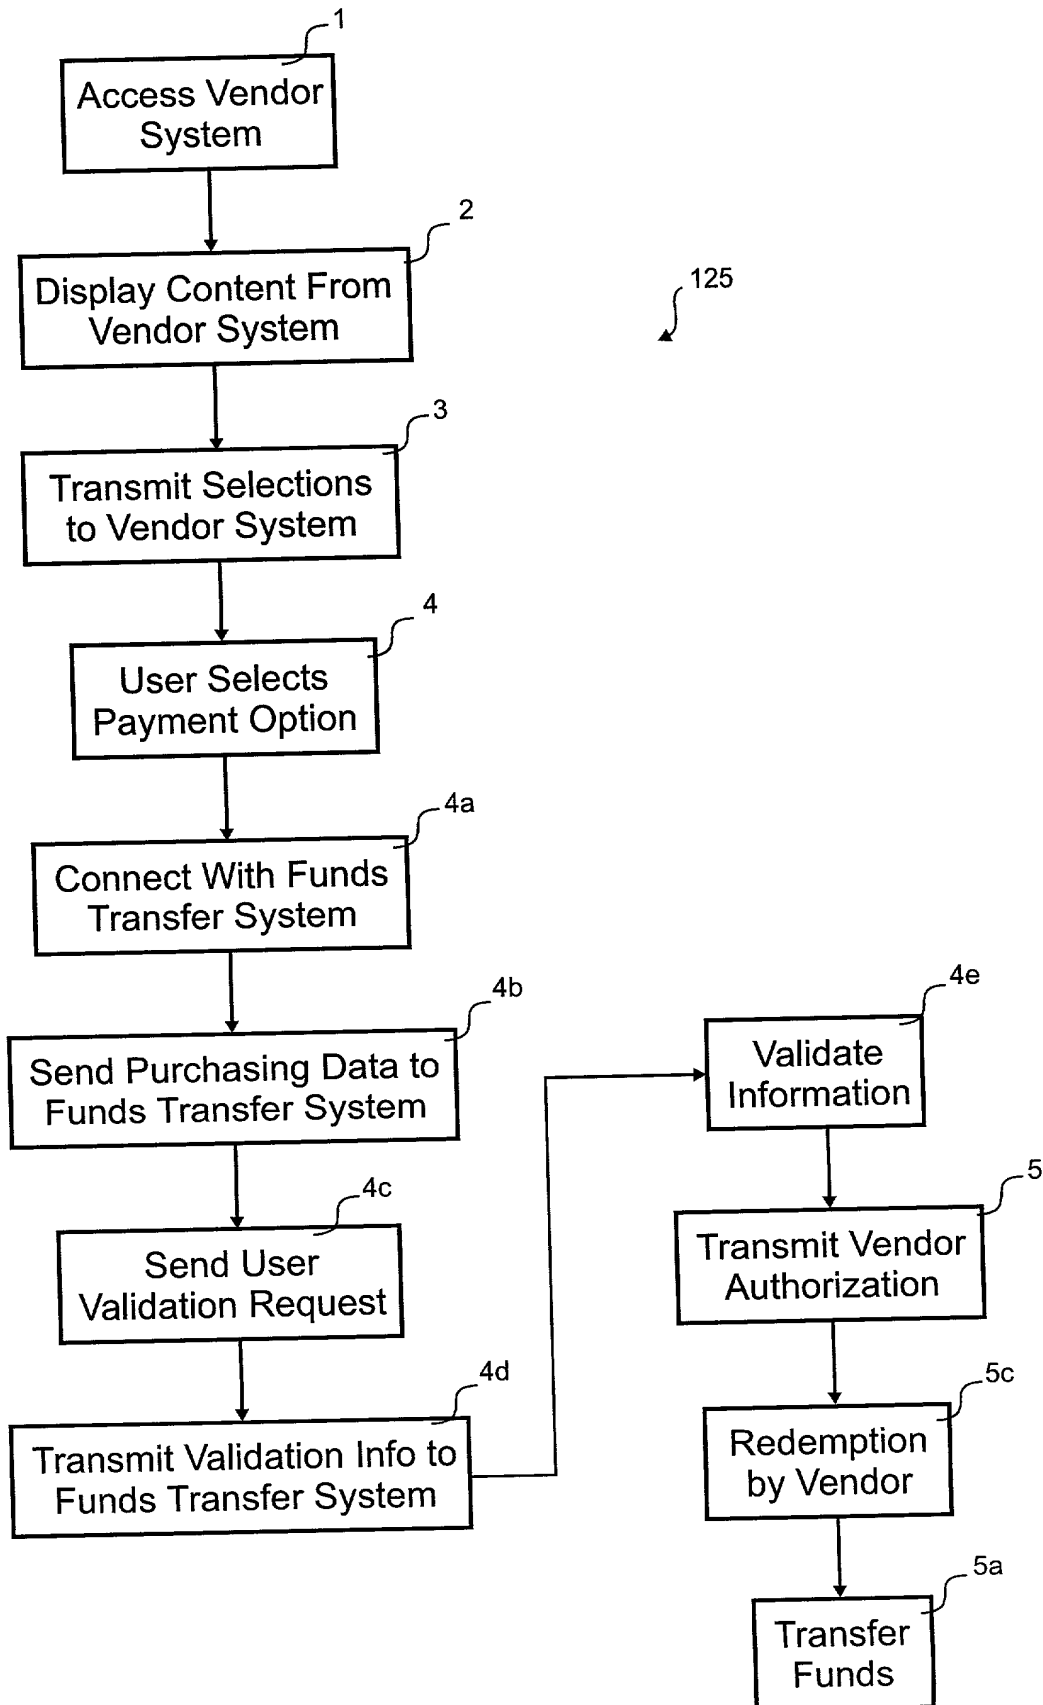 1
Access Vendor
System
2
Display Content From
Vendor System
125
3
Transmit Selections
to Vendor System
4
User Selects
Payment Option
4a
Connect With Funds
Transfer System
4b
Send Purchasing Data to
Funds Transfer System
4c
Send User
Validation Request
4d
Transmit Validation Info to
Funds Transfer System
4e
Validate
Information
5
Transmit Vendor
Authorization
5c
Redemption
by Vendor
5a
Transfer
Funds